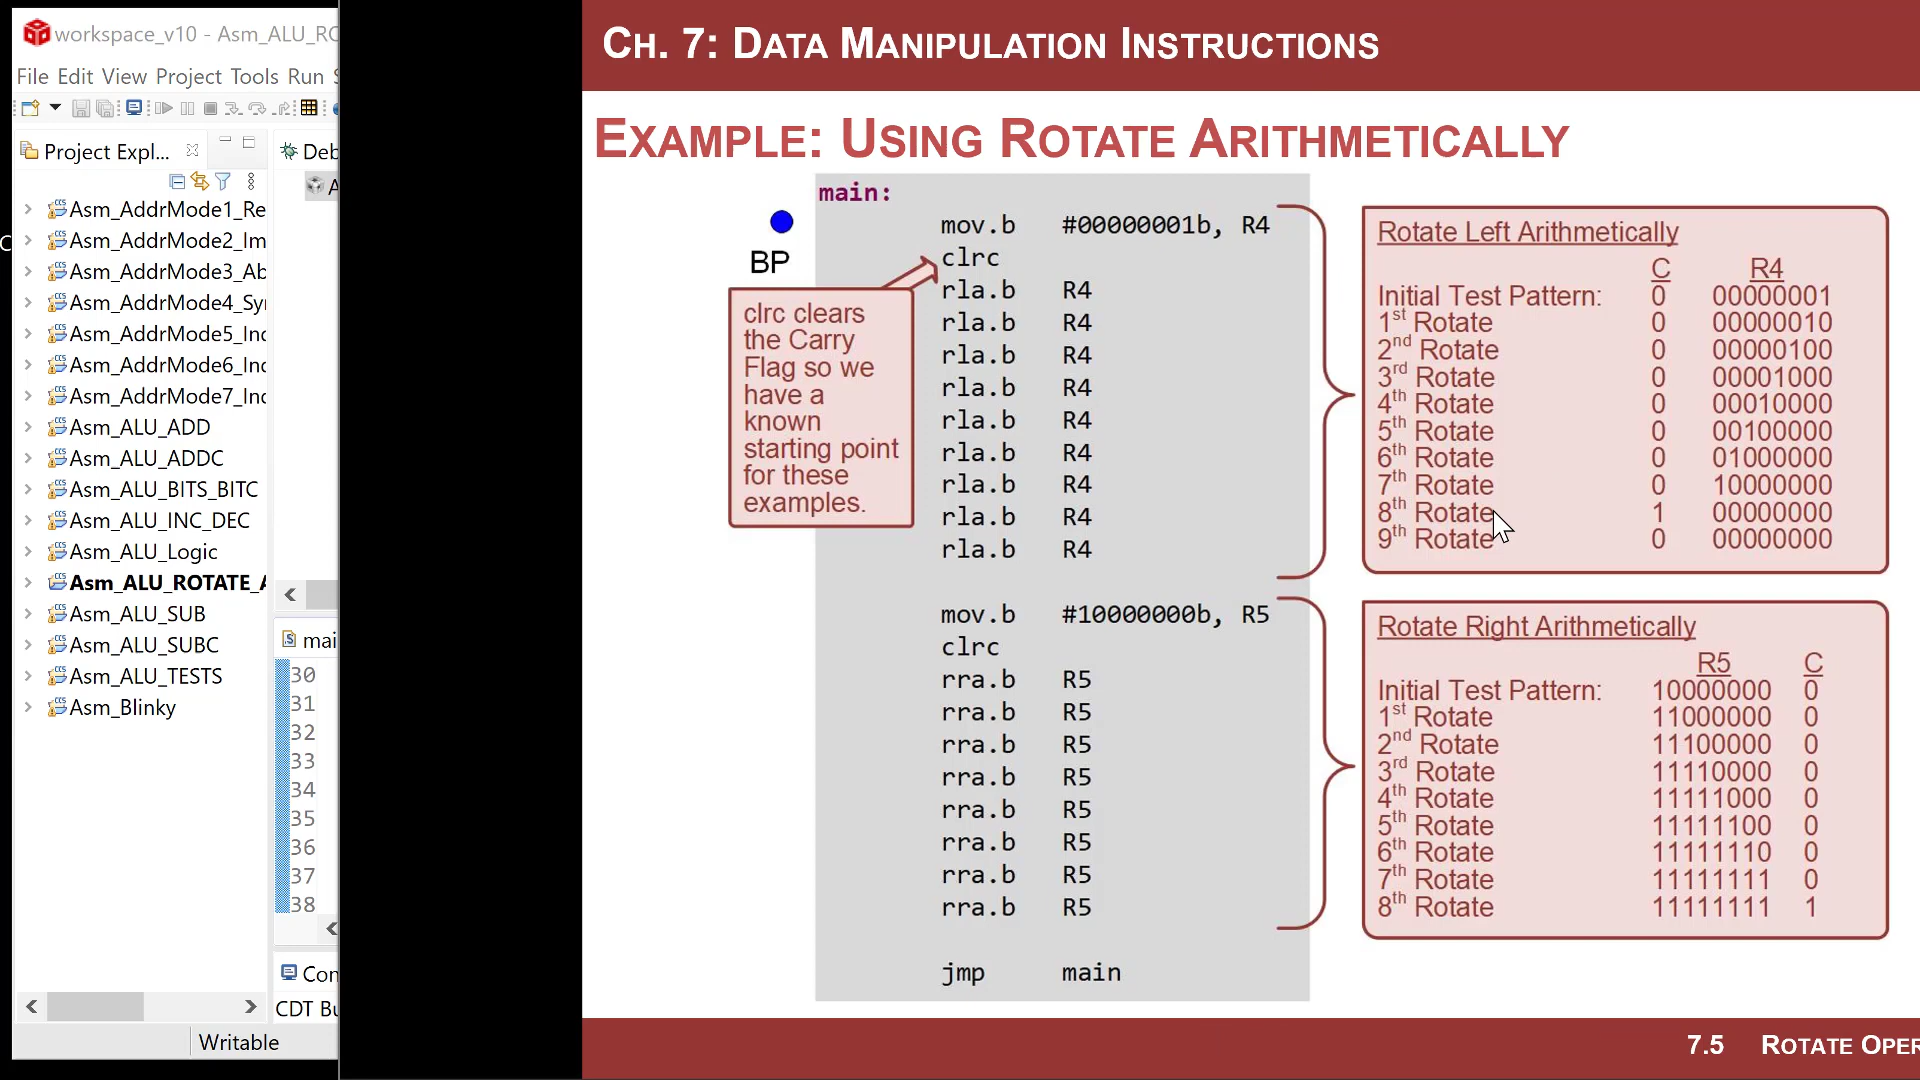 workspace_v10 - Asm_ALU_RO
File Edit View Project Tools Run
Project Expl...
Deb
Asm_AddrMode1_Re
Asm_AddrMode2_Im
Asm_AddrMode3_Ab
Asm_AddrMode4_Syr
Asm_AddrMode5_Ind
Asm_AddrMode6_Ind
Asm_AddrMode7_Ind
Asm_ALU_ADD
Asm_ALU_ADDC
Asm_ALU_BITS_BITC
Asm_ALU_INC_DEC
Asm_ALU_Logic
Asm_ALU_ROTATE_A
Asm_ALU_SUB
Asm_ALU_SUBC
Asm_ALU_TESTS
Asm_Blinky
mai
30
31
32
33
34
35
36
37
38
Con
CDT Bu
Writable
CH. 7: DATA MANIPULATION INSTRUCTIONS
EXAMPLE: USING ROTATE ARITHMETICALLY
BP
clrc clears
the Carry
Flag so we
have a
known
starting point
for these
examples.
main:
mov.b #00000001b, R4
clrc
rla.b R4
rla.b R4
rla.b R4
rla.b R4
rla.b R4
rla.b R4
rla.b R4
rla.b R4
rla.b R4
mov.b #10000000b, R5
clrc
rra.b R5
rra.b R5
rra.b R5
rra.b R5
rra.b R5
rra.b R5
rra.b R5
rra.b R5
jmp main
Rotate Left Arithmetically
C R4
Initial Test Pattern: 0 00000001
1st Rotate 0 00000010
2nd Rotate 0 00000100
3rd Rotate 0 00001000
4th Rotate 0 00010000
5th Rotate 0 00100000
6th Rotate 0 01000000
7th Rotate 0 10000000
8th Rotate 1 00000000
9th Rotate 0 00000000
Rotate Right Arithmetically
R5 C
Initial Test Pattern: 10000000 0
1st Rotate 11000000 0
2nd Rotate 11100000 0
3rd Rotate 11110000 0
4th Rotate 11111000 0
5th Rotate 11111100 0
6th Rotate 11111110 0
7th Rotate 11111111 0
8th Rotate 11111111 1
7.5 ROTATE OPER